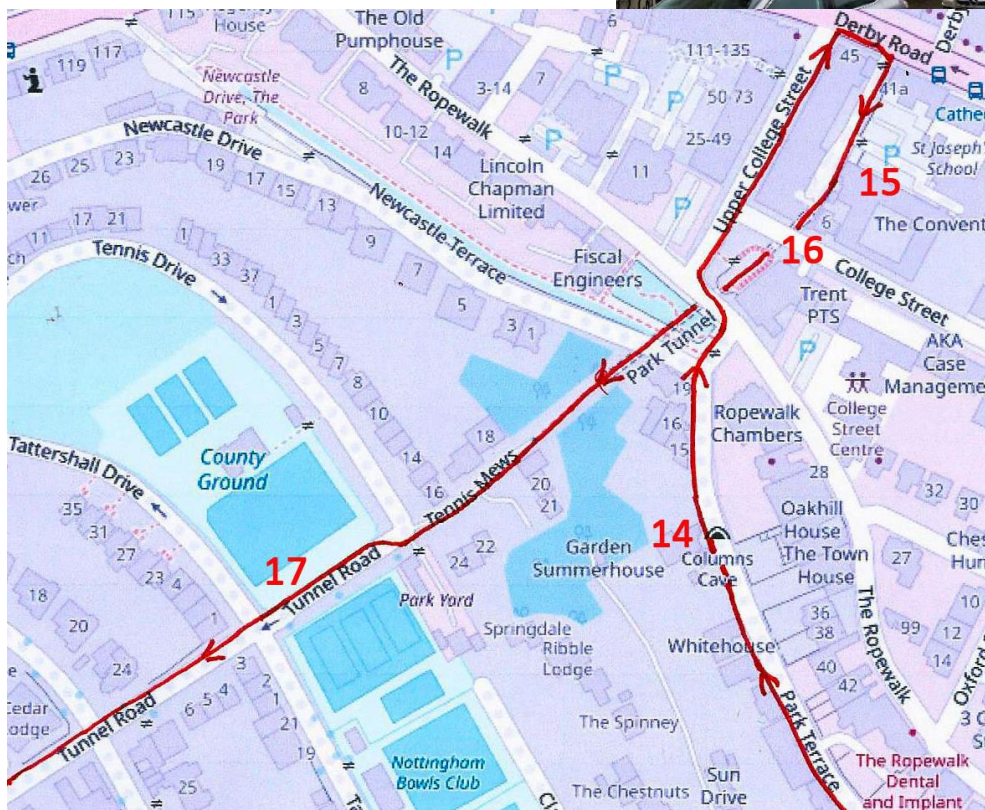 115
Regency
House
The Old
Pumphouse
117
119
Newcastle
Drive, The
Park
The Ropewalk
8
3-14
7
P
111-135
50-73
P
45
Derby Road
Derby
41a
Cathe
St Joseph's
School
P
15
The Convent
6
16
College Street
Trent
PTS
P
Upper College Street
25-49
P
11
P
10-12
14
Lincoln
Chapman
Limited
Newcastle Drive
26
25
23
19
17
15
13
9
Newcastle Terrace
7
5
3
1
Fiscal
Engineers
Park Tunnel
17
21
11
Tennis Drive
1
33
37
1
3
5
7
8
10
14
16
18
Tennis Mews
20
21
19
16
15
Ropewalk
Chambers
College
Street
Centre
AKA
Case
Manageme
28
32
30
Oakhill
House
The Town
House
27
14
Columns
Cave
Garden
Summerhouse
County
Ground
Tattershall Drive
35
31
27
23
4
1
18
20
24
17
Tunnel Road
24
22
Park Yard
Springdale
Ribble
Lodge
Whitehouse
36
38
40
42
The Ropewalk
99
10
12
14
Oxford
Park Terrace
The Spinney
The Chestnuts
Sun
Drive
The Ropewalk
Dental
and Implant
Nottingham
Bowls Club
Cedar
Tunnel Road
6
5
4
3
2
1
21
19
25